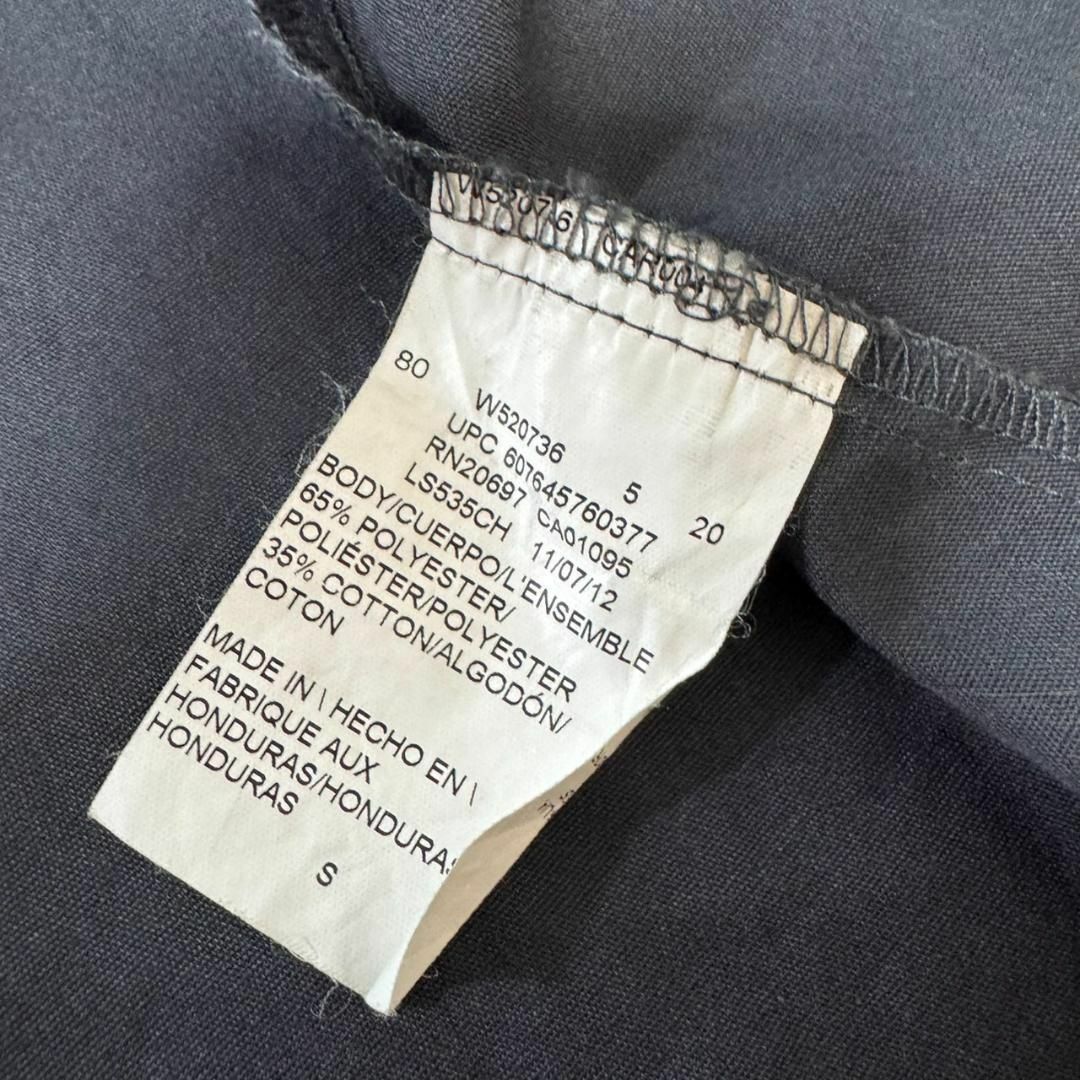 80
W520736 5
UPC 607645760377 20
RN20697 CA01095
LS535CH 11/07/12
BODY/CUERPO/L'ENSEMBLE
65% POLYESTER/
POLIÉSTER/POLYESTER
35% COTTON/ALGODÓN/
COTON
MADE IN \ HECHO EN \
FABRIQUE AUX
HONDURAS/HONDURAS
HONDURAS
S